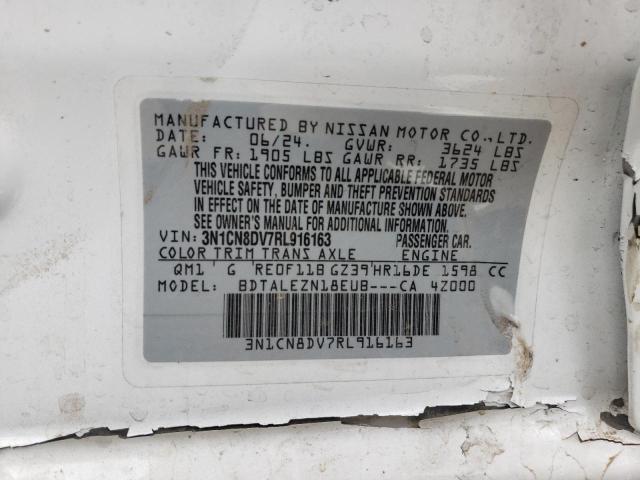 MANUFACTURED BY NISSAN MOTOR CO., LTD.
DATE: 06/24. GVWR: 3624 LBS
GAWR FR: 1905 LBS GAWR RR: 1735 LBS
THIS VEHICLE CONFORMS TO ALL APPLICABLE FEDERAL MOTOR
VEHICLE SAFETY, BUMPER AND THEFT PREVENTION STANDARDS
IN EFFECT ON THE DATE OF MANUFACTURE SHOWN ABOVE.
SEE OWNER'S MANUAL FOR ADDITIONAL INFORMATION.
VIN: 3N1CN8DV7RL916163 PASSENGER CAR.
COLOR TRIM TRANS AXLE ENGINE
QM1 G RE0F11B GZ39 HR16DE 1598 CC
MODEL: BDTALEZN18EUB---CA 4Z000
3N1CN8DV7RL916163